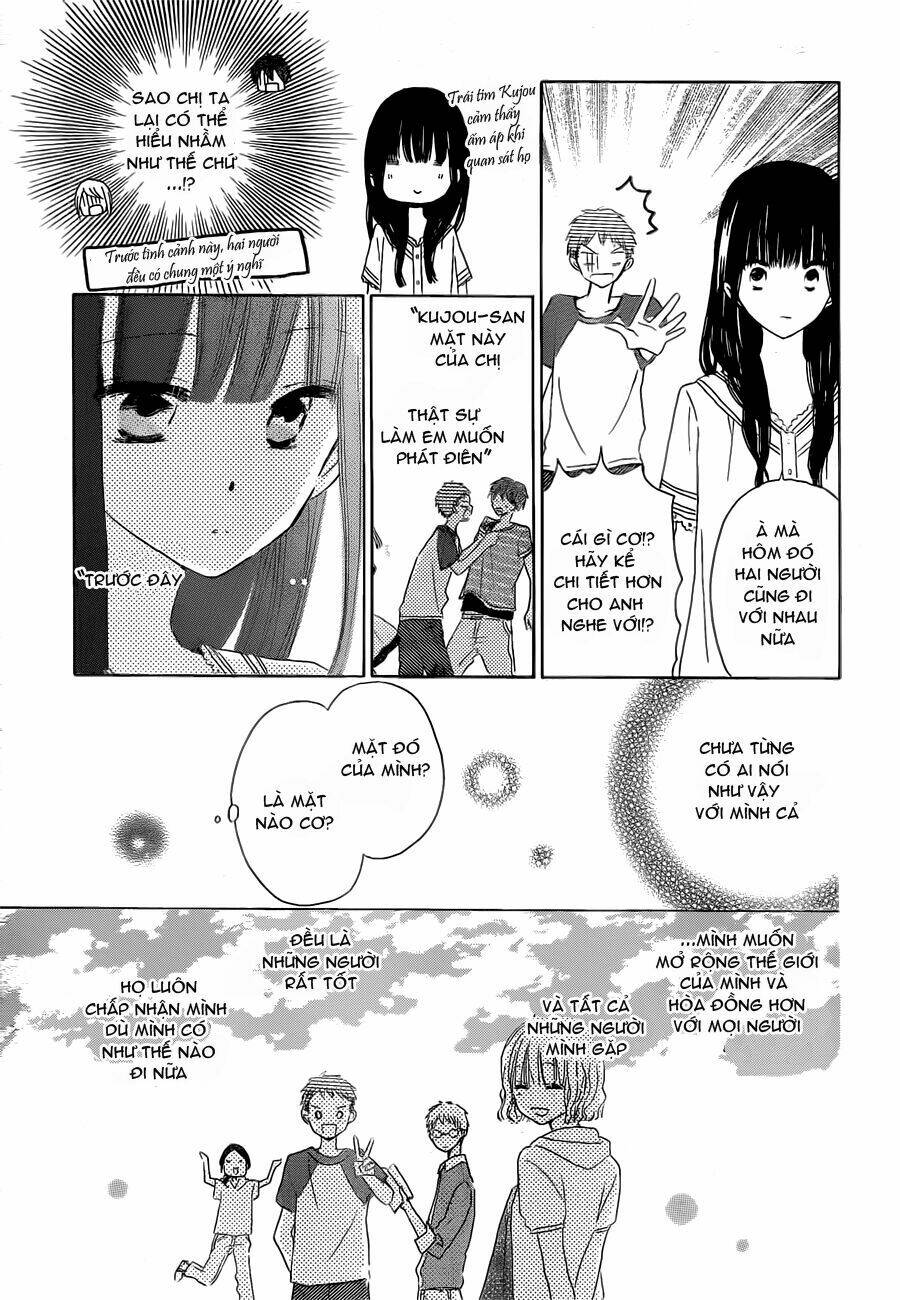 À MÀ
HÔM ĐÓ
HAI NGƯỜI
CŨNG ĐI
VỚI NHAU
NỮA
CÁI GÌ CƠ!?
HÃY KỂ
CHI TIẾT HƠN
CHO ANH
NGHE VỚI!?
Trái tim Kujou
cảm thấy
ấm áp khi
quan sát họ
SAO CHỊ TA
LẠI CÓ THỂ
HIỂU NHẦM
NHƯ THẾ CHỨ
...!?
Trước tình cảnh này, hai người
đều có chung một ý nghĩ
"KUJOU-SAN
MẶT NÀY
CỦA CHỊ
THẬT SỰ
LÀM EM MUỐN
PHÁT ĐIÊN"
"TRƯỚC ĐÂY
CHƯA TỪNG
CÓ AI NÓI
NHƯ VẬY
VỚI MÌNH CẢ
MẶT ĐÓ
CỦA MÌNH?
LÀ MẶT
NÀO CƠ?
...MÌNH MUỐN
MỞ RỘNG THẾ GIỚI
CỦA MÌNH VÀ
HÒA ĐỒNG HƠN
VỚI MỌI NGƯỜI
VÀ TẤT CẢ
NHỮNG NGƯỜI
MÌNH GẶP
ĐỀU LÀ
NHỮNG NGƯỜI
RẤT TỐT
HỌ LUÔN
CHẤP NHẬN MÌNH
DÙ MÌNH CÓ
NHƯ THẾ NÀO
ĐI NỮA